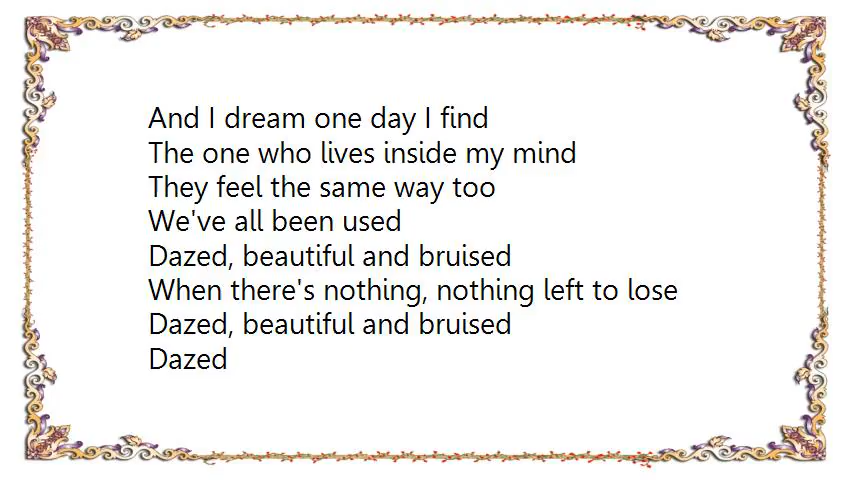 And I dream one day I find
The one who lives inside my mind
They feel the same way too
We've all been used
Dazed, beautiful and bruised
When there's nothing, nothing left to lose
Dazed, beautiful and bruised
Dazed